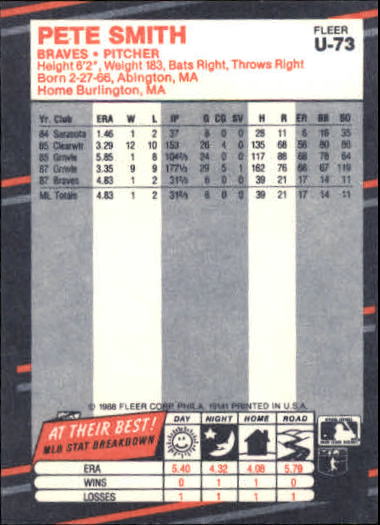 PETE SMITH
FLEER
U-73
BRAVES • PITCHER
Height 6'2", Weight 183, Bats Right, Throws Right
Born 2-27-66, Abington, MA
Home Burlington, MA
Yr. Club ERA W L IP G CG SV H R ER BB SO
84 Sarasota 1.46 1 2 37 8 0 0 28 11 6 16 35
85 Clearwtr 3.29 12 10 153 26 4 0 135 68 56 80 86
86 Grnvle 5.85 1 8 104⅔ 24 0 0 117 88 68 78 64
87 Grnvle 3.35 9 9 177⅓ 29 5 1 162 76 66 67 119
87 Braves 4.83 1 2 31⅔ 6 0 0 39 21 17 14 11
ML Totals 4.83 1 2 31⅔ 6 0 0 39 21 17 14 11
© 1988 FLEER CORP. PHILA. 19141 PRINTED IN U.S.A.
AT THEIR BEST!
MLB STAT BREAKDOWN
DAY NIGHT HOME ROAD
ERA 5.40 4.32 4.08 5.79
WINS 0 1 1 0
LOSSES 1 1 1 1